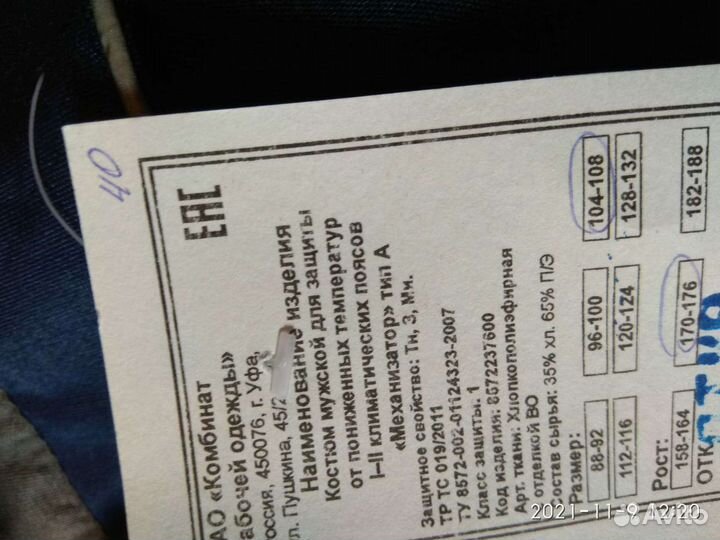 40
ЕАС
АО «Комбинат
абочей одежды»
оссия, 450076, г. Уфа,
л. Пушкина, 45/2
Наименование изделия
Костюм мужской для защиты
от пониженных температур
I–II климатических поясов
«Механизатор» тип А
Защитное свойство: Тн, З, Ми.
ТР ТС 019/2011
ТУ 8572-002-01124323-2007
Класс защиты: 1
Код изделия: 8572237600
Арт. ткани: Хлопкополиэфирная
отделкой ВО
Состав сырья: 35% хл. 65% П/Э
Размер:
88-92 96-100 104-108
112-116 120-124 128-132
Рост:
158-164 170-176 182-188
ОТК
2021-11-9 12:20
Avito